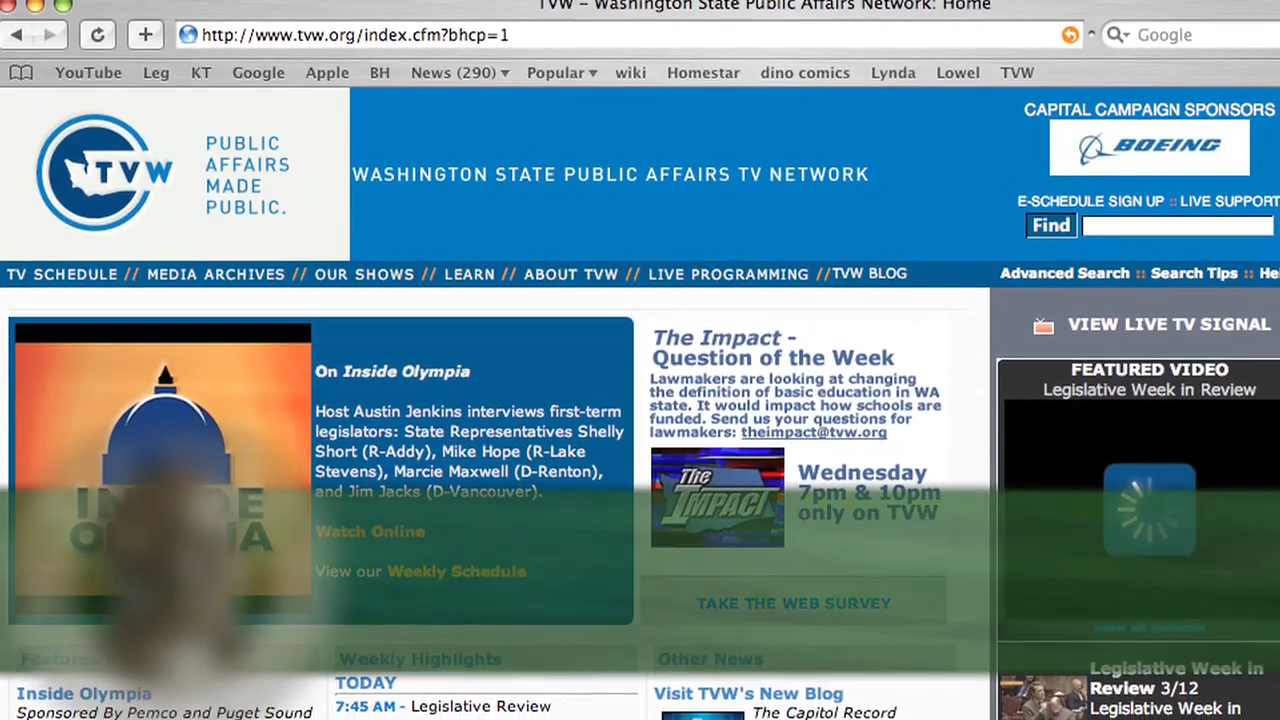 TVW – Washington State Public Affairs Network: Home
http://www.tvw.org/index.cfm?bhcp=1
Google
YouTube Leg KT Google Apple BH News (290) Popular wiki Homestar dino comics Lynda Lowel TVW
TVW
PUBLIC
AFFAIRS
MADE
PUBLIC.
WASHINGTON STATE PUBLIC AFFAIRS TV NETWORK
CAPITAL CAMPAIGN SPONSORS
BOEING
E-SCHEDULE SIGN UP :: LIVE SUPPORT
Find
TV SCHEDULE // MEDIA ARCHIVES // OUR SHOWS // LEARN // ABOUT TVW // LIVE PROGRAMMING //TVW BLOG
Advanced Search :: Search Tips :: He
INSIDE
OLYMPIA
On Inside Olympia
Host Austin Jenkins interviews first-term
legislators: State Representatives Shelly
Short (R-Addy), Mike Hope (R-Lake
Stevens), Marcie Maxwell (D-Renton),
and Jim Jacks (D-Vancouver).
Watch Online
View our Weekly Schedule
The Impact -
Question of the Week
Lawmakers are looking at changing
the definition of basic education in WA
state. It would impact how schools are
funded. Send us your questions for
lawmakers: theimpact@tvw.org
The IMPACT
Wednesday
7pm & 10pm
only on TVW
TAKE THE WEB SURVEY
VIEW LIVE TV SIGNAL
FEATURED VIDEO
Legislative Week in Review
view all features
Legislative Week in
Review 3/12
Legislative Week in
Featured
Inside Olympia
Sponsored By Pemco and Puget Sound
Weekly Highlights
TODAY
7:45 AM - Legislative Review
Other News
Visit TVW's New Blog
The Capitol Record